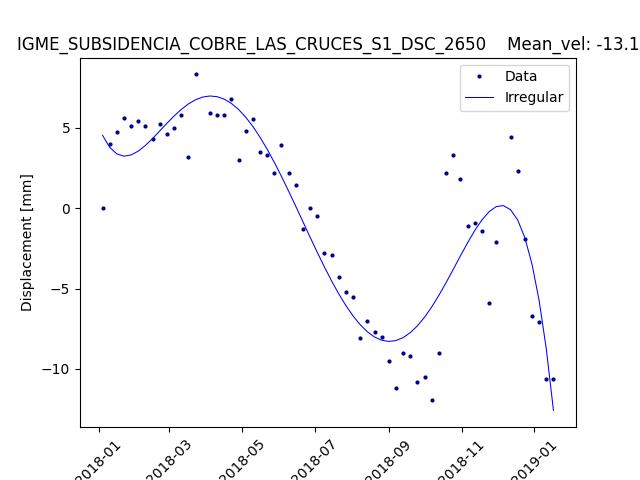 IGME_SUBSIDENCIA_COBRE_LAS_CRUCES_S1_DSC_2650 Mean_vel: -13.1
Data
Irregular
Displacement [mm]
5
0
−5
−10
2018-01
2018-03
2018-05
2018-07
2018-09
2018-11
2019-01